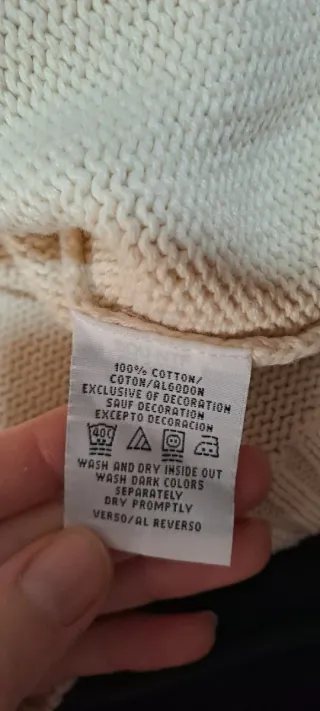 100% COTTON/
COTON/ALGODON
EXCLUSIVE OF DECORATION
SAUF DECORATION
EXCEPTO DECORACION
40C
WASH AND DRY INSIDE OUT
WASH DARK COLORS
SEPARATELY
DRY PROMPTLY
VERSO/AL REVERSO